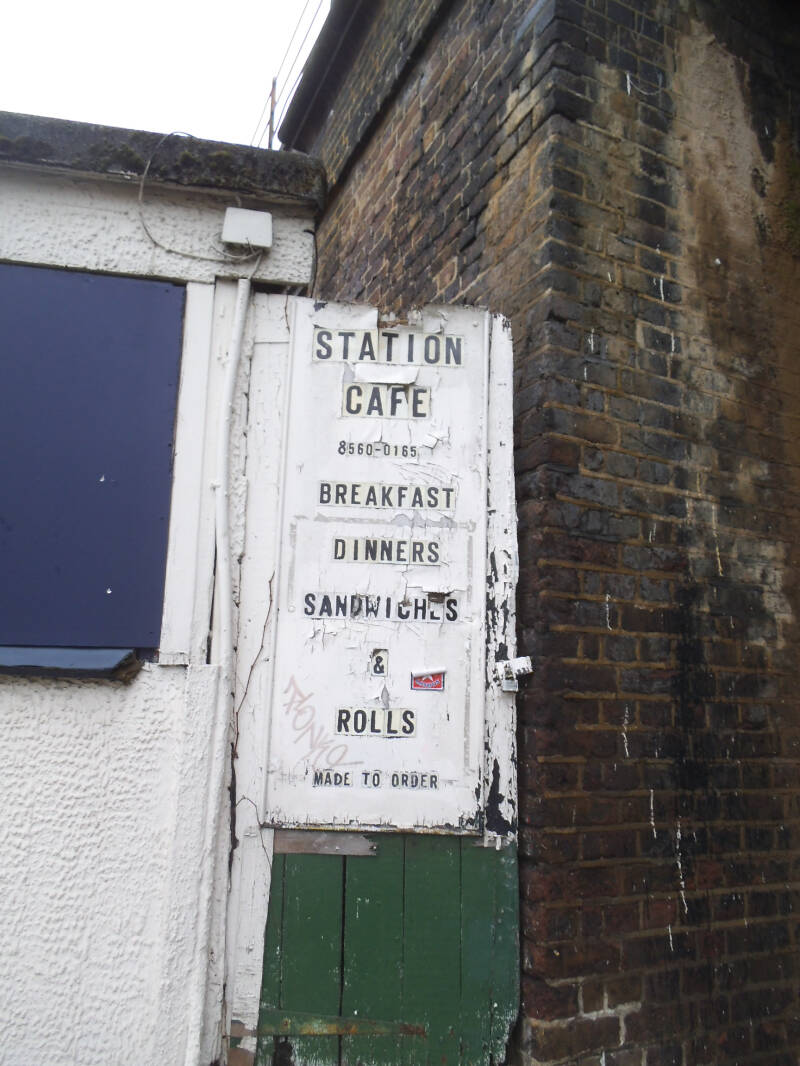 STATION
CAFE
8560-0165
BREAKFAST
DINNERS
SANDWICHES
&
ROLLS
MADE TO ORDER